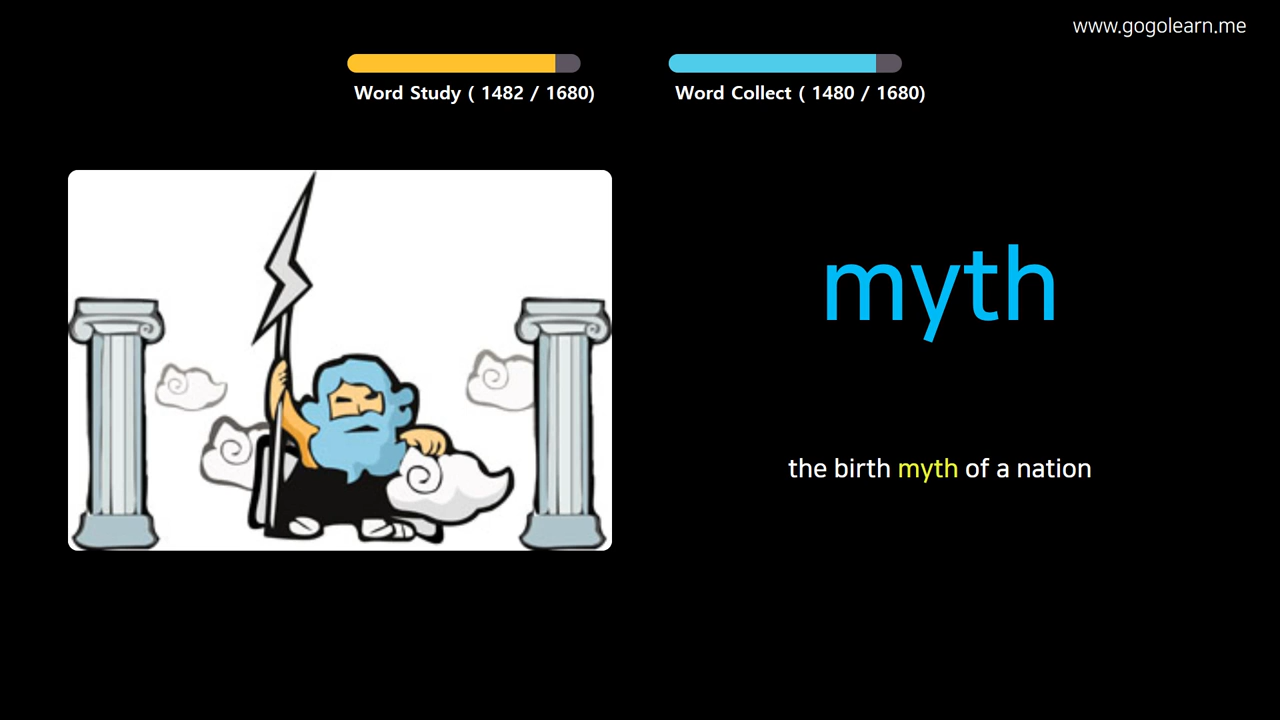 www.gogolearn.me
Word Study ( 1482 / 1680)
Word Collect ( 1480 / 1680)
myth
the birth myth of a nation